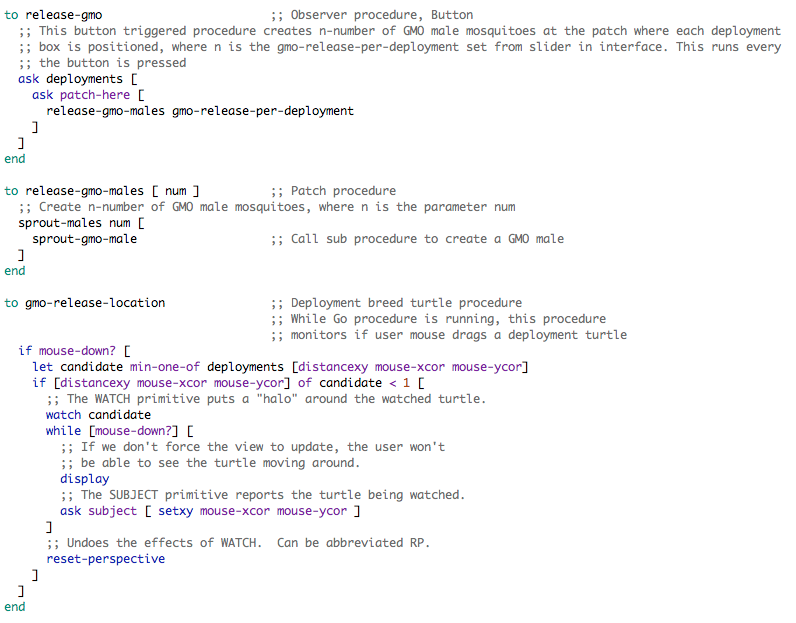 to release-gmo                        ;; Observer procedure, Button
  ;; This button triggered procedure creates n-number of GMO male mosquitoes at the patch where each deployment
  ;; box is positioned, where n is the gmo-release-per-deployment set from slider in interface. This runs every
  ;; the button is pressed
  ask deployments [
    ask patch-here [
      release-gmo-males gmo-release-per-deployment
    ]
  ]
end

to release-gmo-males [ num ]          ;; Patch procedure
  ;; Create n-number of GMO male mosquitoes, where n is the parameter num
  sprout-males num [
    sprout-gmo-male                   ;; Call sub procedure to create a GMO male
  ]
end

to gmo-release-location               ;; Deployment breed turtle procedure
                                      ;; While Go procedure is running, this procedure
                                      ;; monitors if user mouse drags a deployment turtle
  if mouse-down? [
    let candidate min-one-of deployments [distancexy mouse-xcor mouse-ycor]
    if [distancexy mouse-xcor mouse-ycor] of candidate < 1 [
      ;; The WATCH primitive puts a "halo" around the watched turtle.
      watch candidate
      while [mouse-down?] [
        ;; If we don't force the view to update, the user won't
        ;; be able to see the turtle moving around.
        display
        ;; The SUBJECT primitive reports the turtle being watched.
        ask subject [ setxy mouse-xcor mouse-ycor ]
      ]
      ;; Undoes the effects of WATCH.  Can be abbreviated RP.
      reset-perspective
    ]
  ]
end